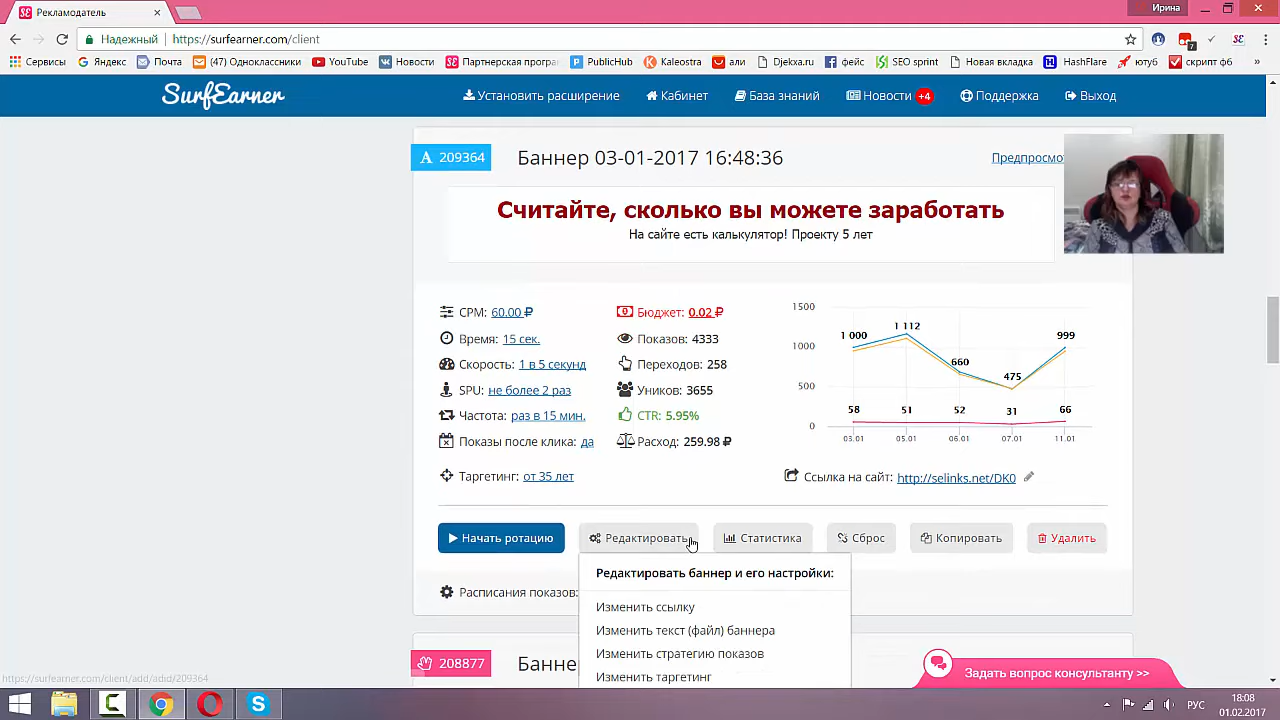 Рекламодатель
Ирина
Надежный
https://surfearner.com/client
7
Сервисы
Яндекс
Почта
(47) Одноклассники
YouTube
Vконтакте
Партнерская програ
PublicHub
Kaleostra
али
Djekxa.ru
фейс
SEO sprint
Новая вкладка
HashFlare
ютуб
скрипт фб
»
SurfEarner
Установить расширение
Кабинет
База знаний
Новости +4
Поддержка
Выход
A 209364
Баннер 03-01-2017 16:48:36
Предпросмо
Считайте, сколько вы можете заработать
На сайте есть калькулятор! Проекту 5 лет
CPM: 60.00 ₽
Время: 15 сек.
Скорость: 1 в 5 секунд
SPU: не более 2 раз
Частота: раз в 15 мин.
Показы после клика: да
Таргетинг: от 35 лет
Бюджет: 0.02 ₽
Показов: 4333
Переходов: 258
Уников: 3655
CTR: 5.95%
Расход: 259.98 ₽
1500
1000
500
0
1 000
1 112
660
475
999
58
51
52
31
66
03.01
05.01
06.01
07.01
11.01
Ссылка на сайт: http://selinks.net/DK0
Начать ротацию
Редактировать
Статистика
Сброс
Копировать
Удалить
Редактировать баннер и его настройки:
Изменить ссылку
Изменить текст (файл) баннера
Изменить стратегию показов
Изменить таргетинг
Расписания показов:
208877
Баннер
Задать вопрос консультанту >>
https://surfearner.com/client/add/adid/209364
РУС
18:08
01.02.2017